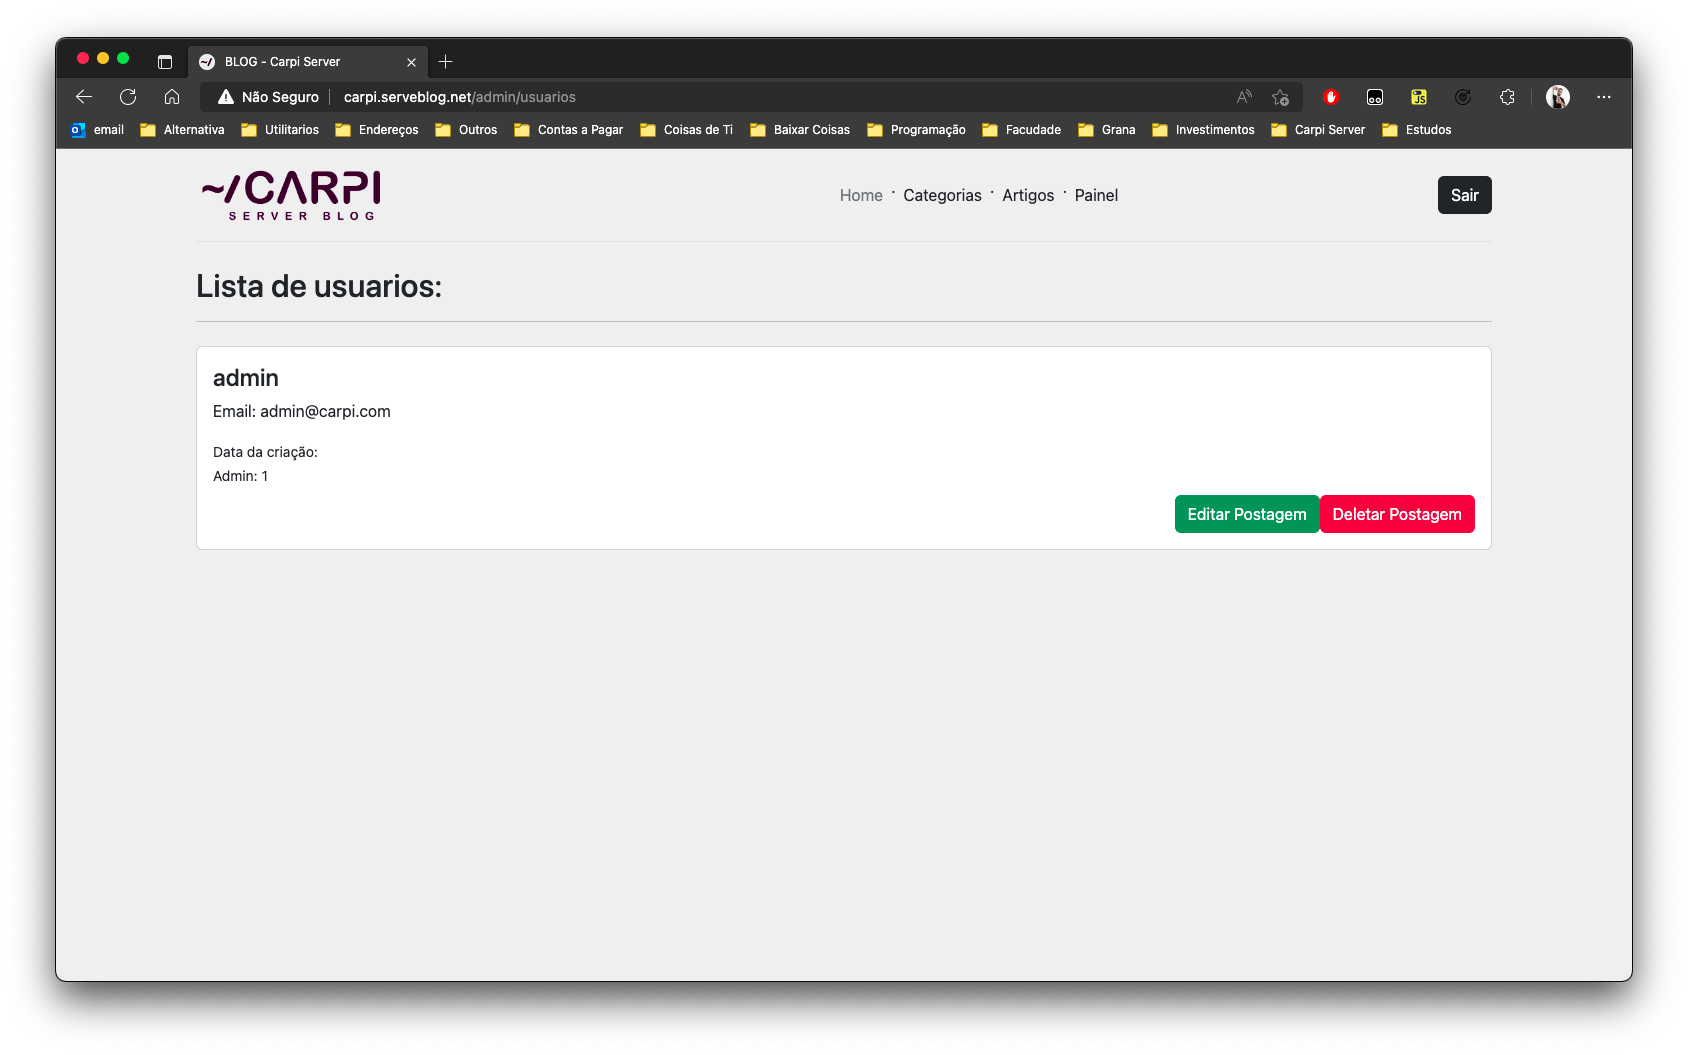 BLOG - Carpi Server
Não Seguro carpi.serveblog.net/admin/usuarios
email Alternativa Utilitarios Endereços Outros Contas a Pagar Coisas de Ti Baixar Coisas Programação Facudade Grana Investimentos Carpi Server Estudos
~/CARPI
SERVER BLOG
Home · Categorias · Artigos · Painel
Sair
Lista de usuarios:
admin
Email: admin@carpi.com
Data da criação:
Admin: 1
Editar Postagem Deletar Postagem